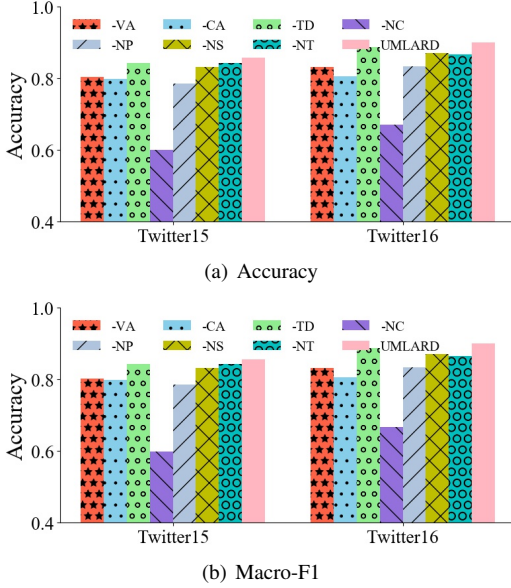 1.0
-VA -CA -TD -NC
-NP -NS -NT UMLARD
0.8
0.6
0.4
Accuracy
Twitter15 Twitter16
(a) Accuracy
1.0
-VA -CA -TD -NC
-NP -NS -NT UMLARD
0.8
0.6
0.4
Accuracy
Twitter15 Twitter16
(b) Macro-F1